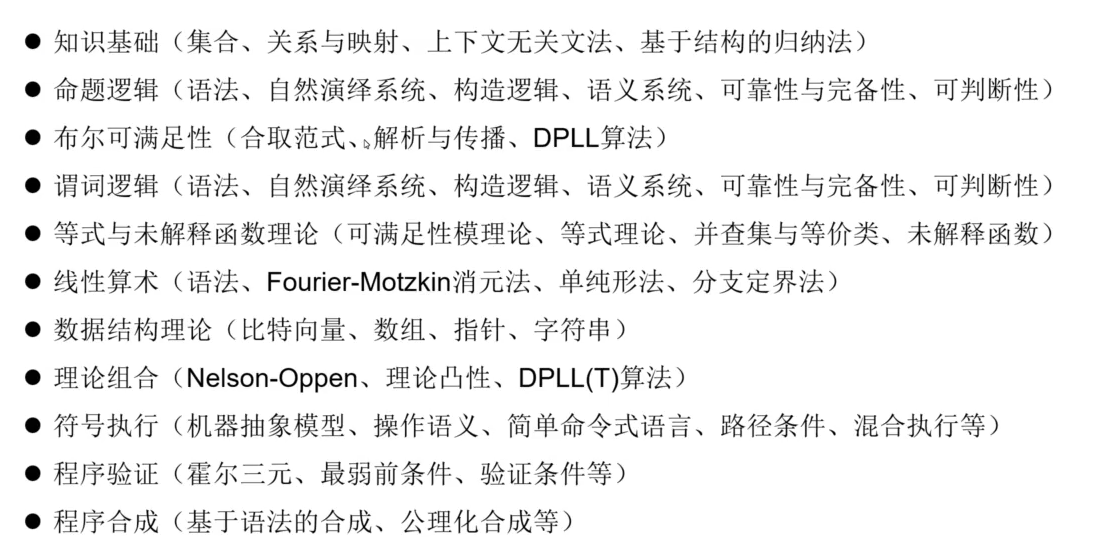 ● 知识基础（集合、关系与映射、上下文无关文法、基于结构的归纳法）
● 命题逻辑（语法、自然演绎系统、构造逻辑、语义系统、可靠性与完备性、可判断性）
● 布尔可满足性（合取范式、解析与传播、DPLL算法）
● 谓词逻辑（语法、自然演绎系统、构造逻辑、语义系统、可靠性与完备性、可判断性）
● 等式与未解释函数理论（可满足性模理论、等式理论、并查集与等价类、未解释函数）
● 线性算术（语法、Fourier-Motzkin消元法、单纯形法、分支定界法）
● 数据结构理论（比特向量、数组、指针、字符串）
● 理论组合（Nelson-Oppen、理论凸性、DPLL(T)算法）
● 符号执行（机器抽象模型、操作语义、简单命令式语言、路径条件、混合执行等）
● 程序验证（霍尔三元、最弱前条件、验证条件等）
● 程序合成（基于语法的合成、公理化合成等）